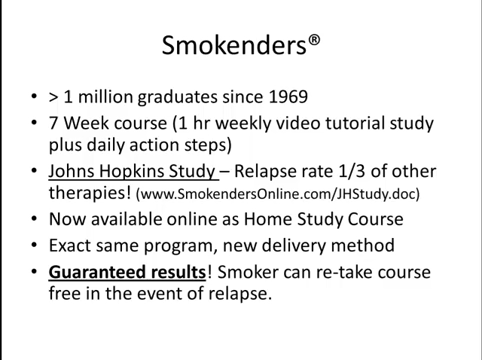 Smokenders®
• > 1 million graduates since 1969
• 7 Week course (1 hr weekly video tutorial study
plus daily action steps)
• Johns Hopkins Study – Relapse rate 1/3 of other
therapies! (www.SmokendersOnline.com/JHStudy.doc)
• Now available online as Home Study Course
• Exact same program, new delivery method
• Guaranteed results! Smoker can re-take course
free in the event of relapse.